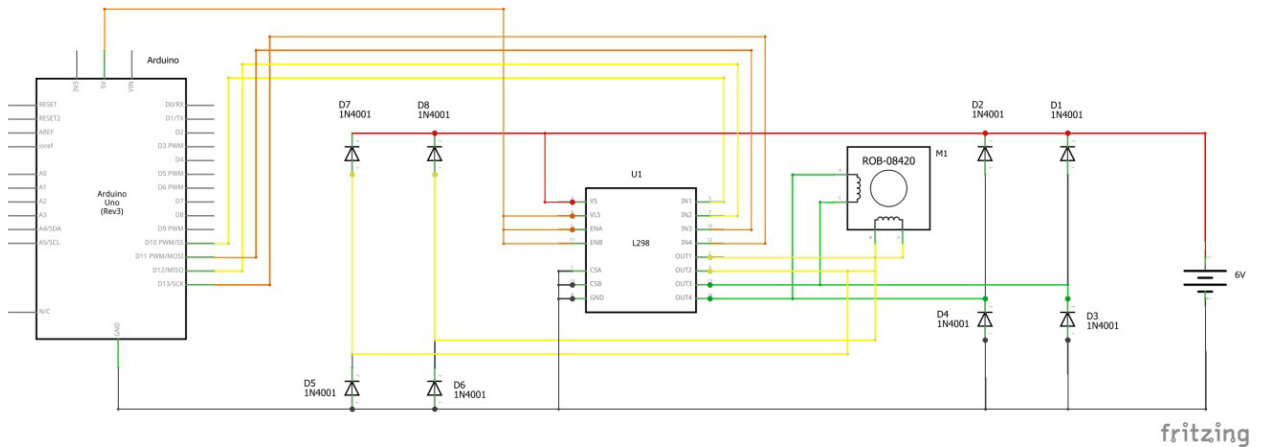 Arduino
3V3
5V
VIN
RESET
RESET2
AREF
ioref
A0
A1
A2
A3
A4/SDA
A5/SCL
N/C
D0/RX
D1/TX
D2
D3 PWM
D4
D5 PWM
D6 PWM
D7
D8
D9 PWM
D10 PWM/SS
D11 PWM/MOSI
D12/MISO
D13/SCK
GND
Arduino
Uno
(Rev3)
D7
1N4001
D8
1N4001
D2
1N4001
D1
1N4001
ROB-08420
M1
U1
VS
VLS
ENA
ENB
CSA
CSB
GND
L298
IN1
IN2
IN3
IN4
OUT1
OUT2
OUT3
OUT4
6V
D4
1N4001
D3
1N4001
D5
1N4001
D6
1N4001
fritzing